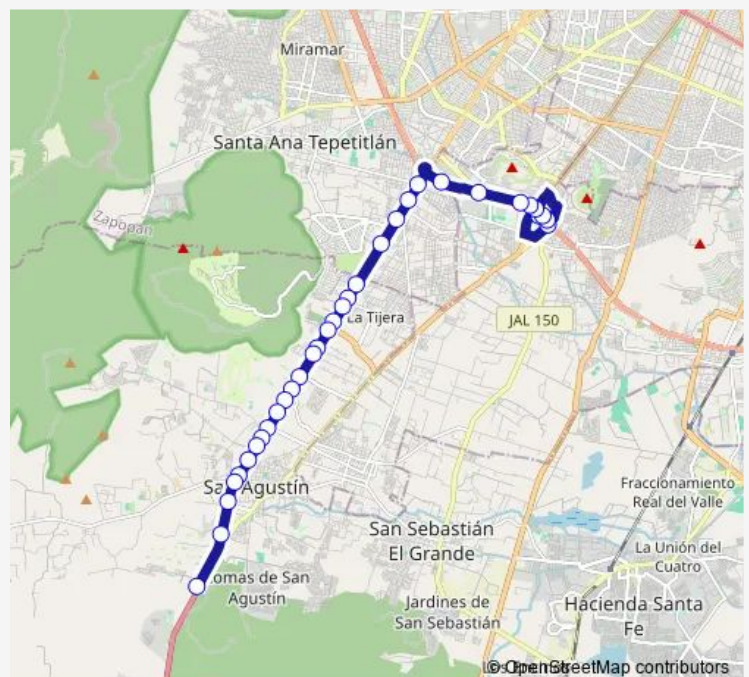 Miramar
Santa Ana Tepetitlán
Zapopan
La Tijera
JAL 150
San Agustín
Fraccionamiento
Real del Valle
San Sebastián
El Grande
La Unión del
Cuatro
Lomas de San
Agustín
Jardines de
San Sebastián
Hacienda Santa
Fe
© OpenStreetMap contributors